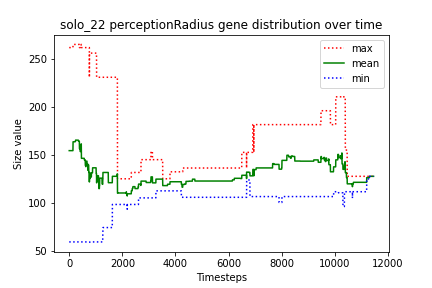 solo_22 perceptionRadius gene distribution over time
max
mean
min
Size value
250
200
150
100
50
0
2000
4000
6000
8000
10000
12000
Timesteps